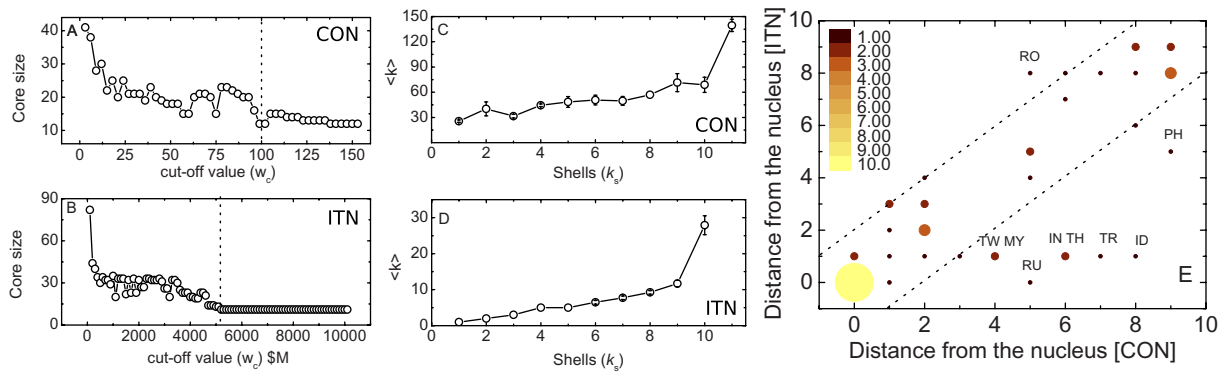 A
CON
40
30
20
10
0
25
50
75
100
125
150
Core size
cut-off value (w_c)
B
ITN
90
60
30
0
0
2000
4000
6000
8000
10000
Core size
cut-off value (w_c) $M
C
CON
150
120
90
60
30
0
2
4
6
8
10
<k>
Shells (k_s)
D
ITN
30
20
10
0
0
2
4
6
8
10
<k>
Shells (k_s)
E
1.00
2.00
3.00
4.00
5.00
6.00
7.00
8.00
9.00
10.0
RO
PH
TW MY
IN TH
TR
ID
RU
10
8
6
4
2
0
0
2
4
6
8
10
Distance from the nucleus [ITN]
Distance from the nucleus [CON]